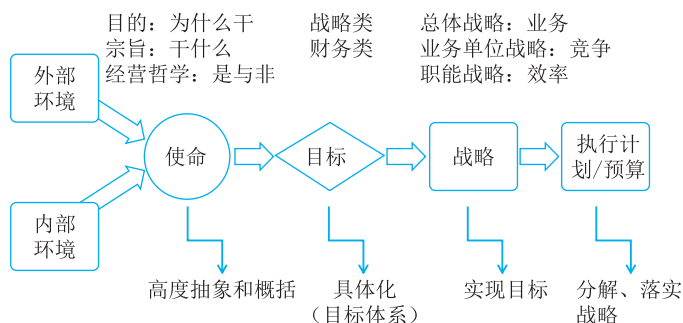 目的：为什么干
宗旨：干什么
经营哲学：是与非
战略类
财务类
总体战略：业务
业务单位战略：竞争
职能战略：效率
外部
环境
内部
环境
使命
目标
战略
执行计
划/预算
高度抽象和概括
具体化
（目标体系）
实现目标
分解、落实
战略